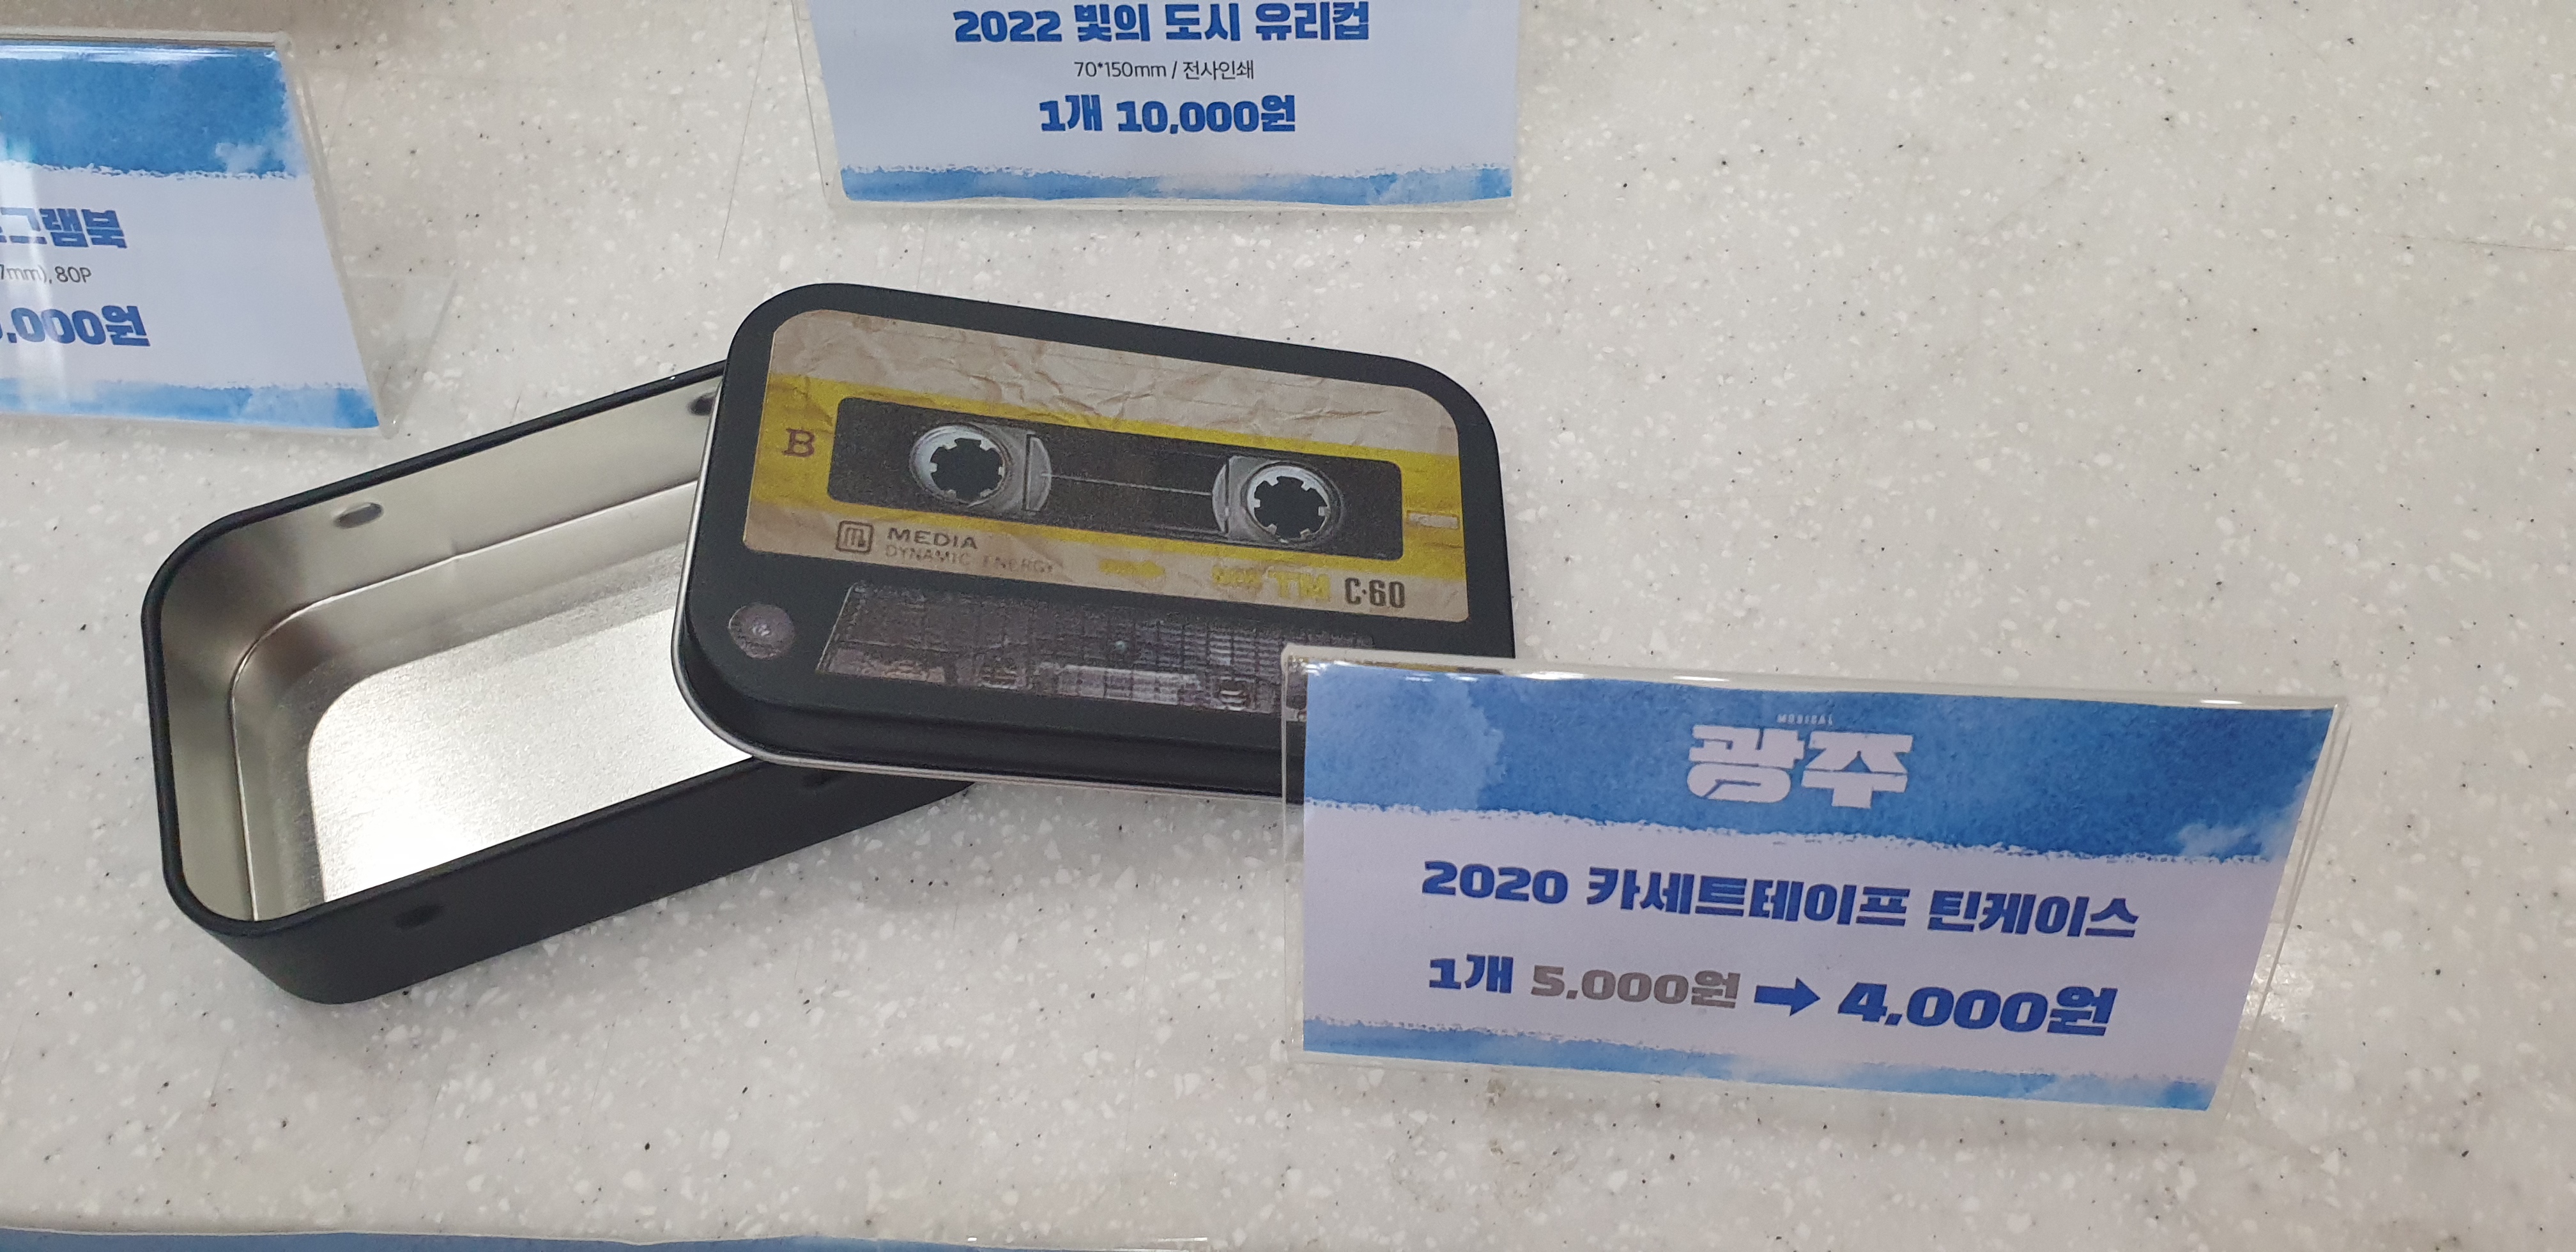 2022 빛의 도시 유리컵
70*150mm / 전사인쇄
1개 10,000원
그램북
7mm), 80P
,000원
B
MEDIA
DYNAMIC ENERGY
TM C·60
광주
2020 카세트테이프 틴케이스
1개 5,000원 ➡ 4,000원